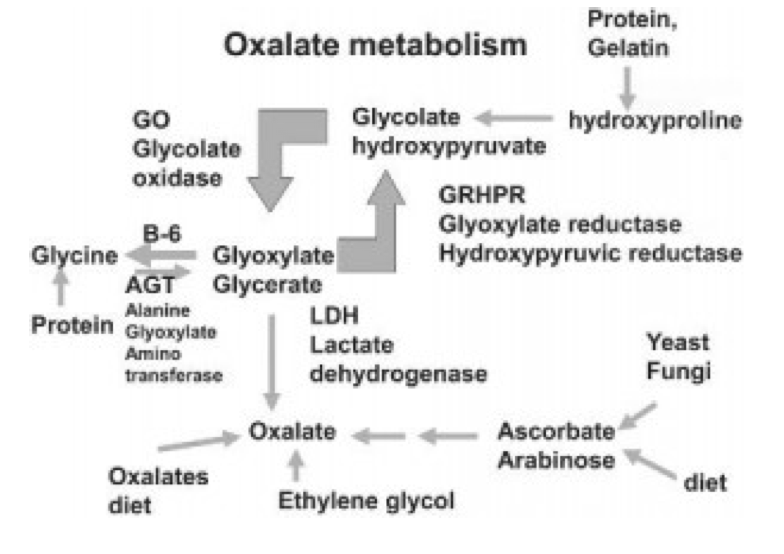 Oxalate metabolism
Protein,
Gelatin
GO
Glycolate
oxidase
Glycolate
hydroxypyruvate
hydroxyproline
GRHPR
Glyoxylate reductase
Hydroxypyruvic reductase
B-6
Glycine
Glyoxylate
Glycerate
AGT
Alanine
Glyoxylate
Amino
transferase
Protein
LDH
Lactate
dehydrogenase
Yeast
Fungi
Oxalate
Ascorbate
Arabinose
Oxalates
diet
Ethylene glycol
diet